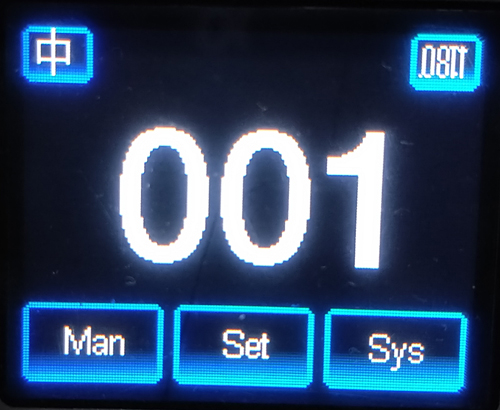 中
001
Man Set Sys